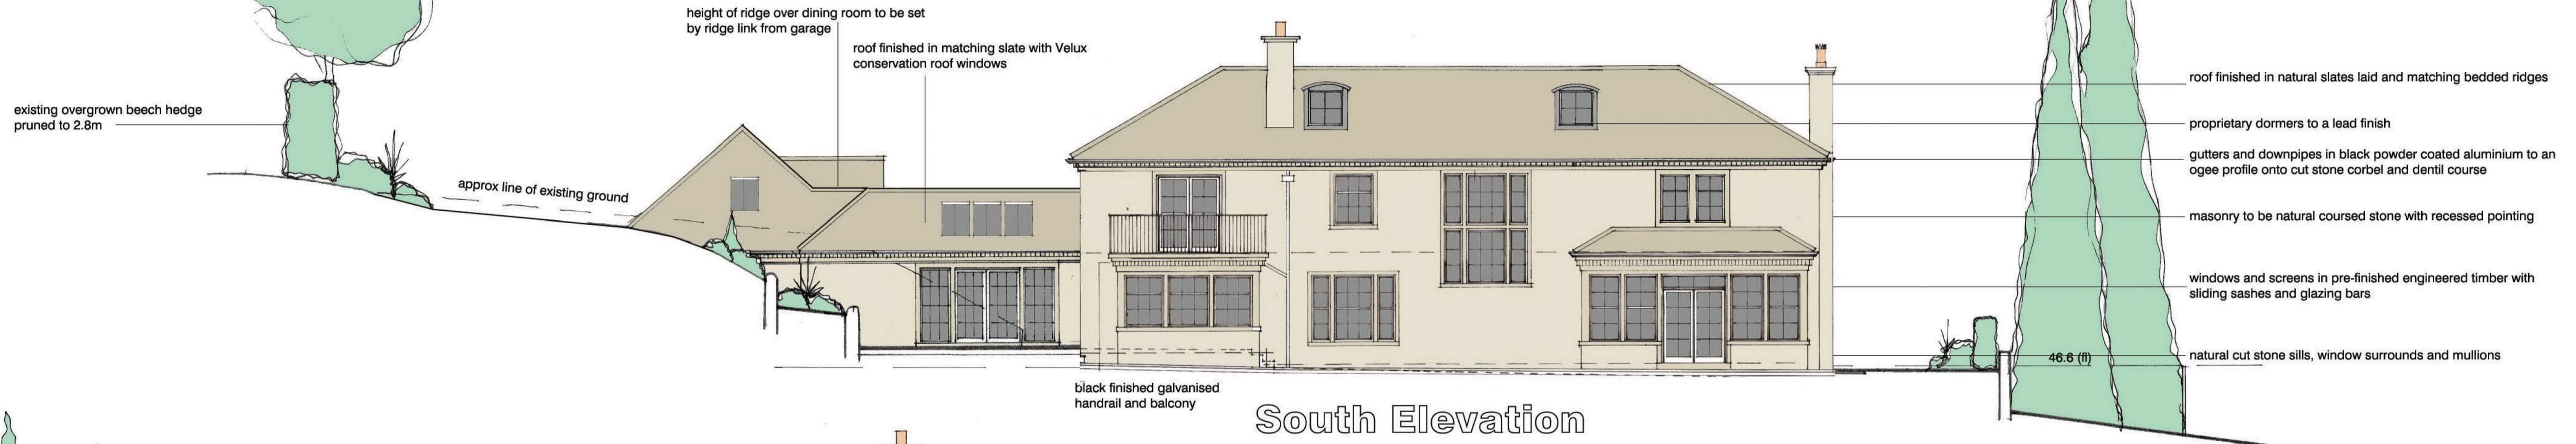 height of ridge over dining room to be set
by ridge link from garage
roof finished in matching slate with Velux
conservation roof windows
existing overgrown beech hedge
pruned to 2.8m
approx line of existing ground
roof finished in natural slates laid and matching bedded ridges
proprietary dormers to a lead finish
gutters and downpipes in black powder coated aluminium to an
ogee profile onto cut stone corbel and dentil course
masonry to be natural coursed stone with recessed pointing
windows and screens in pre-finished engineered timber with
sliding sashes and glazing bars
46.6 (fl)
natural cut stone sills, window surrounds and mullions
black finished galvanised
handrail and balcony
South Elevation